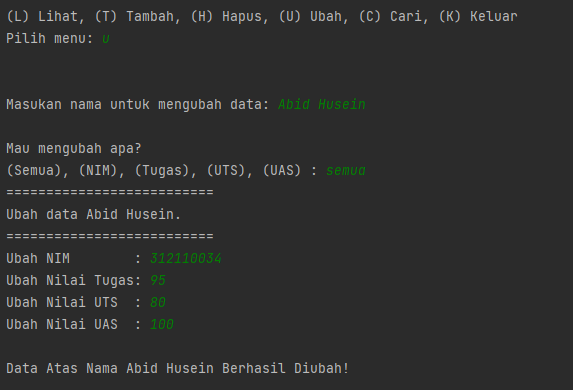 (L) Lihat, (T) Tambah, (H) Hapus, (U) Ubah, (C) Cari, (K) Keluar
Pilih menu: u
Masukan nama untuk mengubah data: Abid Husein
Mau mengubah apa?
(Semua), (NIM), (Tugas), (UTS), (UAS) : semua
==========================
Ubah data Abid Husein.
==========================
Ubah NIM        : 312110034
Ubah Nilai Tugas: 95
Ubah Nilai UTS  : 80
Ubah Nilai UAS  : 100
Data Atas Nama Abid Husein Berhasil Diubah!